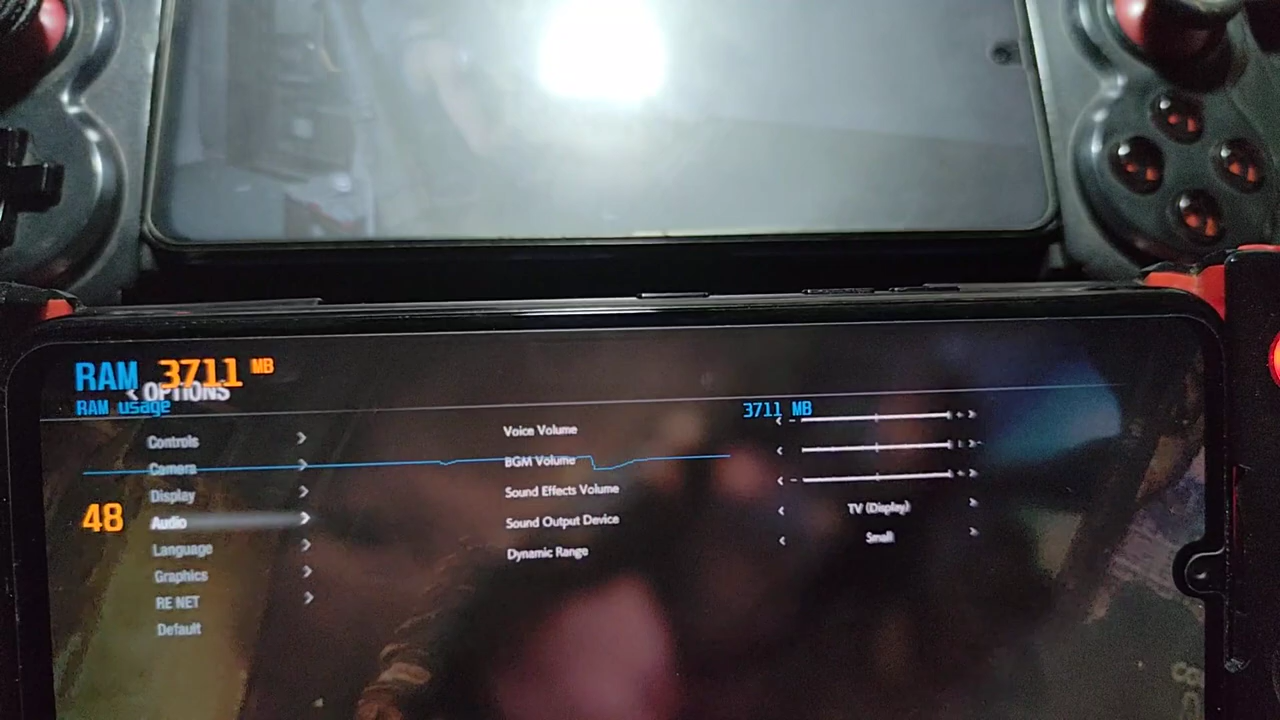 RAM 3711 MB
OPTIONS
RAM usage
3711 MB
Controls
Camera
Display
Audio
Language
Graphics
RE NET
Default
48
Voice Volume
BGM Volume
Sound Effects Volume
Sound Output Device
TV (Display)
Dynamic Range
Small